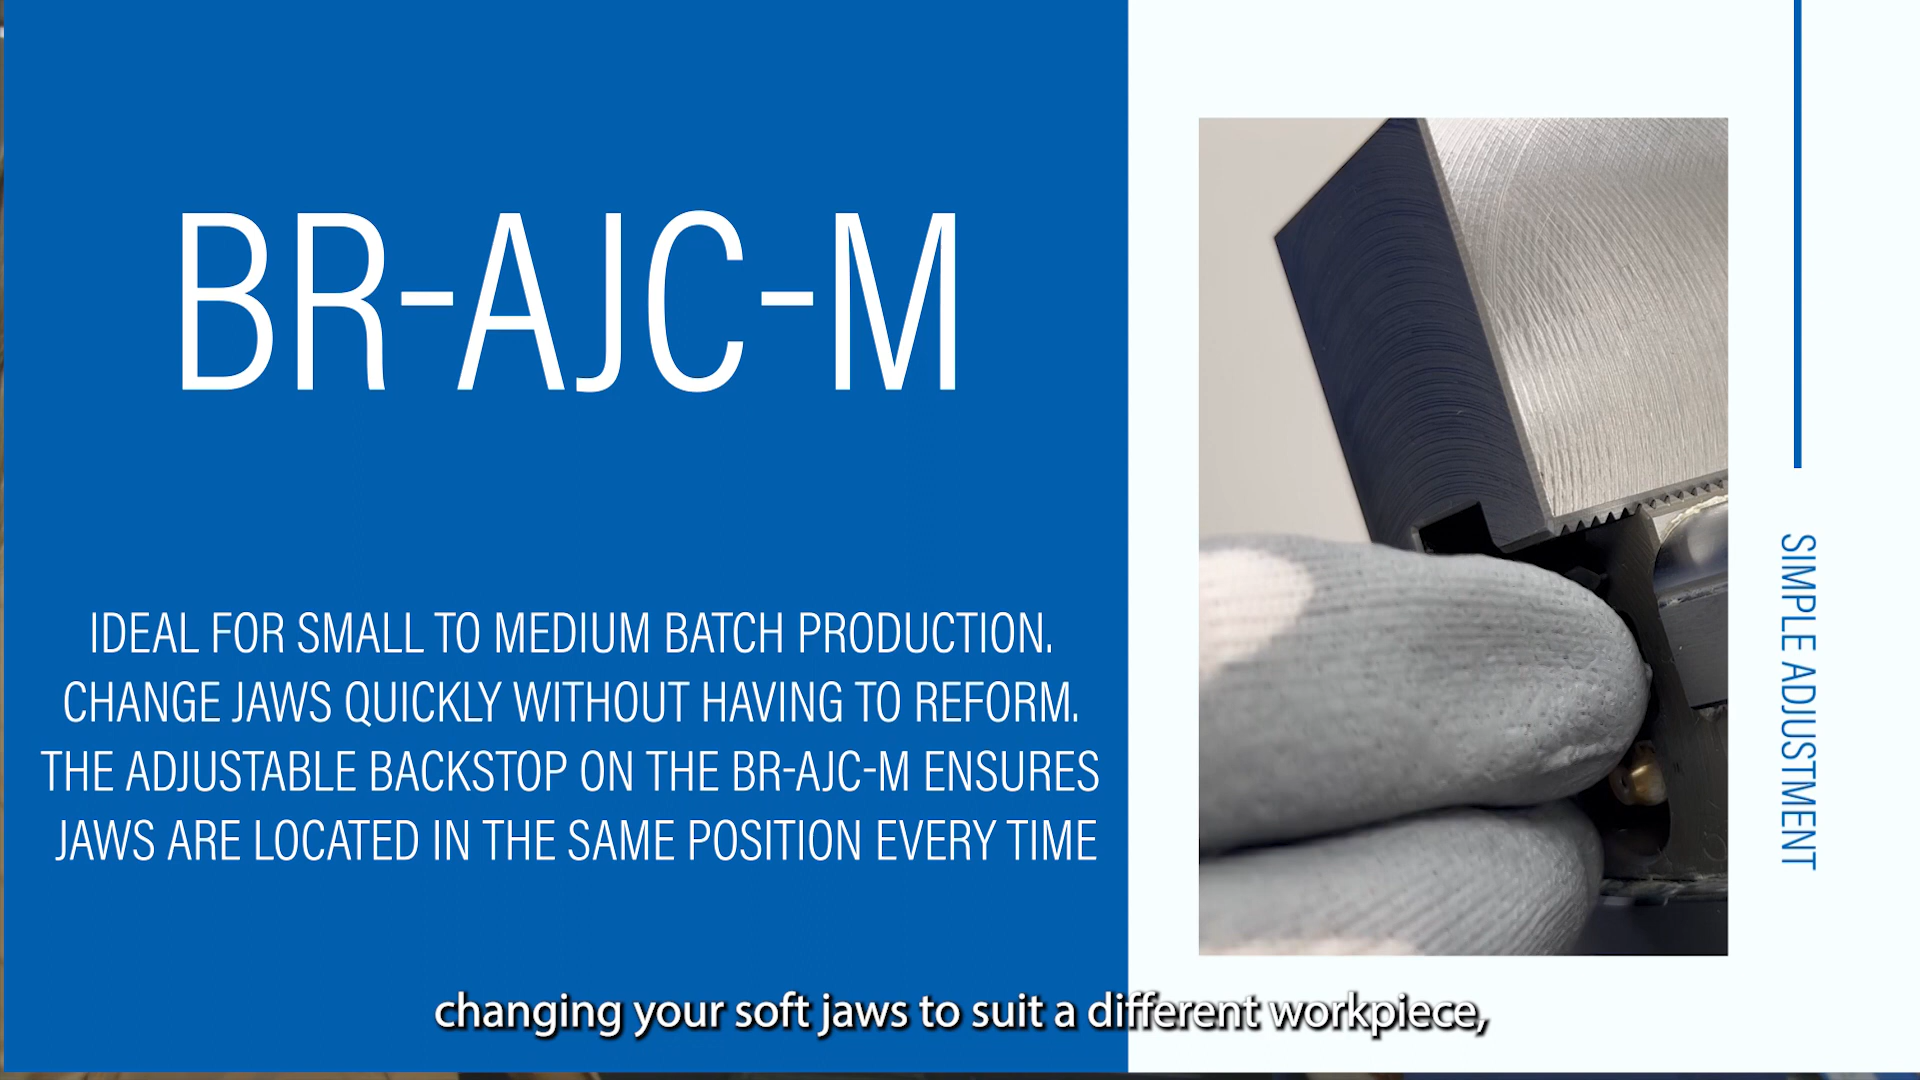 BR-AJC-M
IDEAL FOR SMALL TO MEDIUM BATCH PRODUCTION.
CHANGE JAWS QUICKLY WITHOUT HAVING TO REFORM.
THE ADJUSTABLE BACKSTOP ON THE BR-AJC-M ENSURES
JAWS ARE LOCATED IN THE SAME POSITION EVERY TIME
SIMPLE ADJUSTMENT
changing your soft jaws to suit a different workpiece,